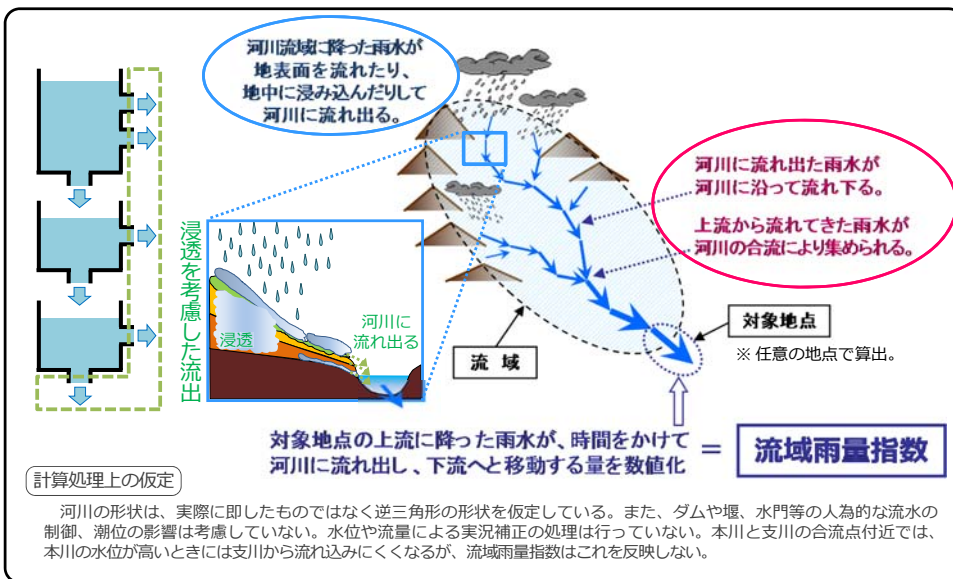 河川流域に降った雨水が
地表面を流れたり、
地中に浸み込んだりして
河川に流れ出る。
河川に流れ出た雨水が
河川に沿って流れ下る。
上流から流れてきた雨水が
河川の合流により集められる。
浸透を考慮した流出
浸透
河川に
流れ出る
流 域
対象地点
※ 任意の地点で算出。
対象地点の上流に降った雨水が、時間をかけて
河川に流れ出し、下流へと移動する量を数値化
=
流域雨量指数
計算処理上の仮定
河川の形状は、実際に即したものではなく逆三角形の形状を仮定している。また、ダムや堰、水門等の人為的な流水の
制御、潮位の影響は考慮していない。水位や流量による実況補正の処理は行っていない。本川と支川の合流点付近では、
本川の水位が高いときには支川から流れ込みにくくなるが、流域雨量指数はこれを反映しない。